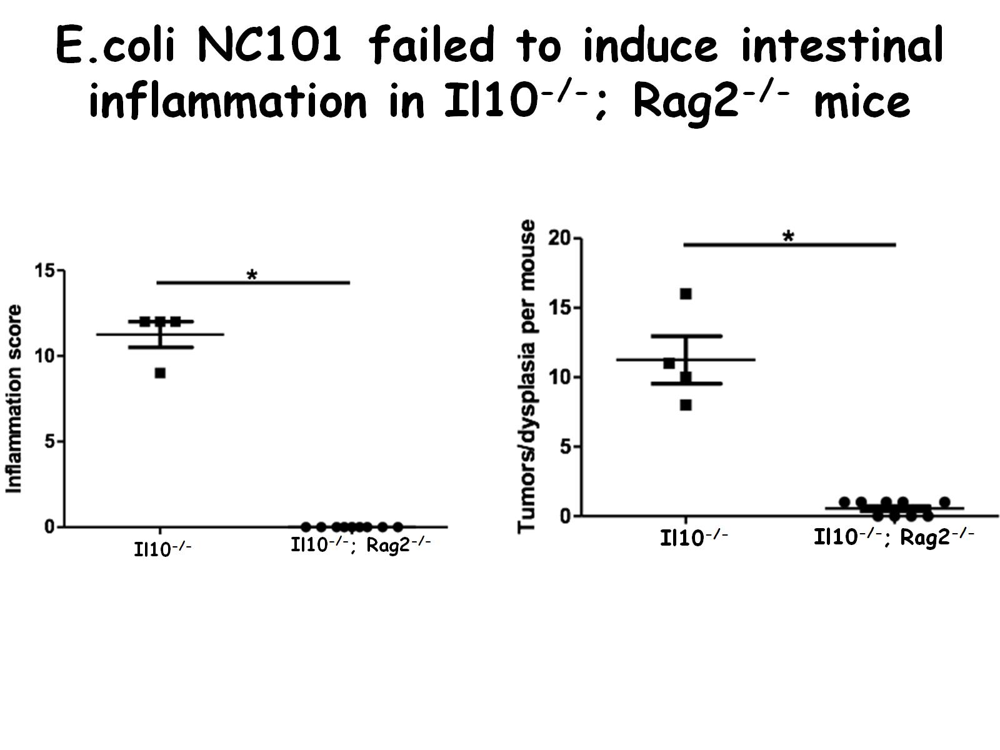 E.coli NC101 failed to induce intestinal
inflammation in Il10-/-; Rag2-/- mice
Inflammation score
15
10
5
0
*
Il10-/-
Il10-/-; Rag2-/-
Tumors/dysplasia per mouse
20
15
10
5
0
*
Il10-/-
Il10-/-; Rag2-/-